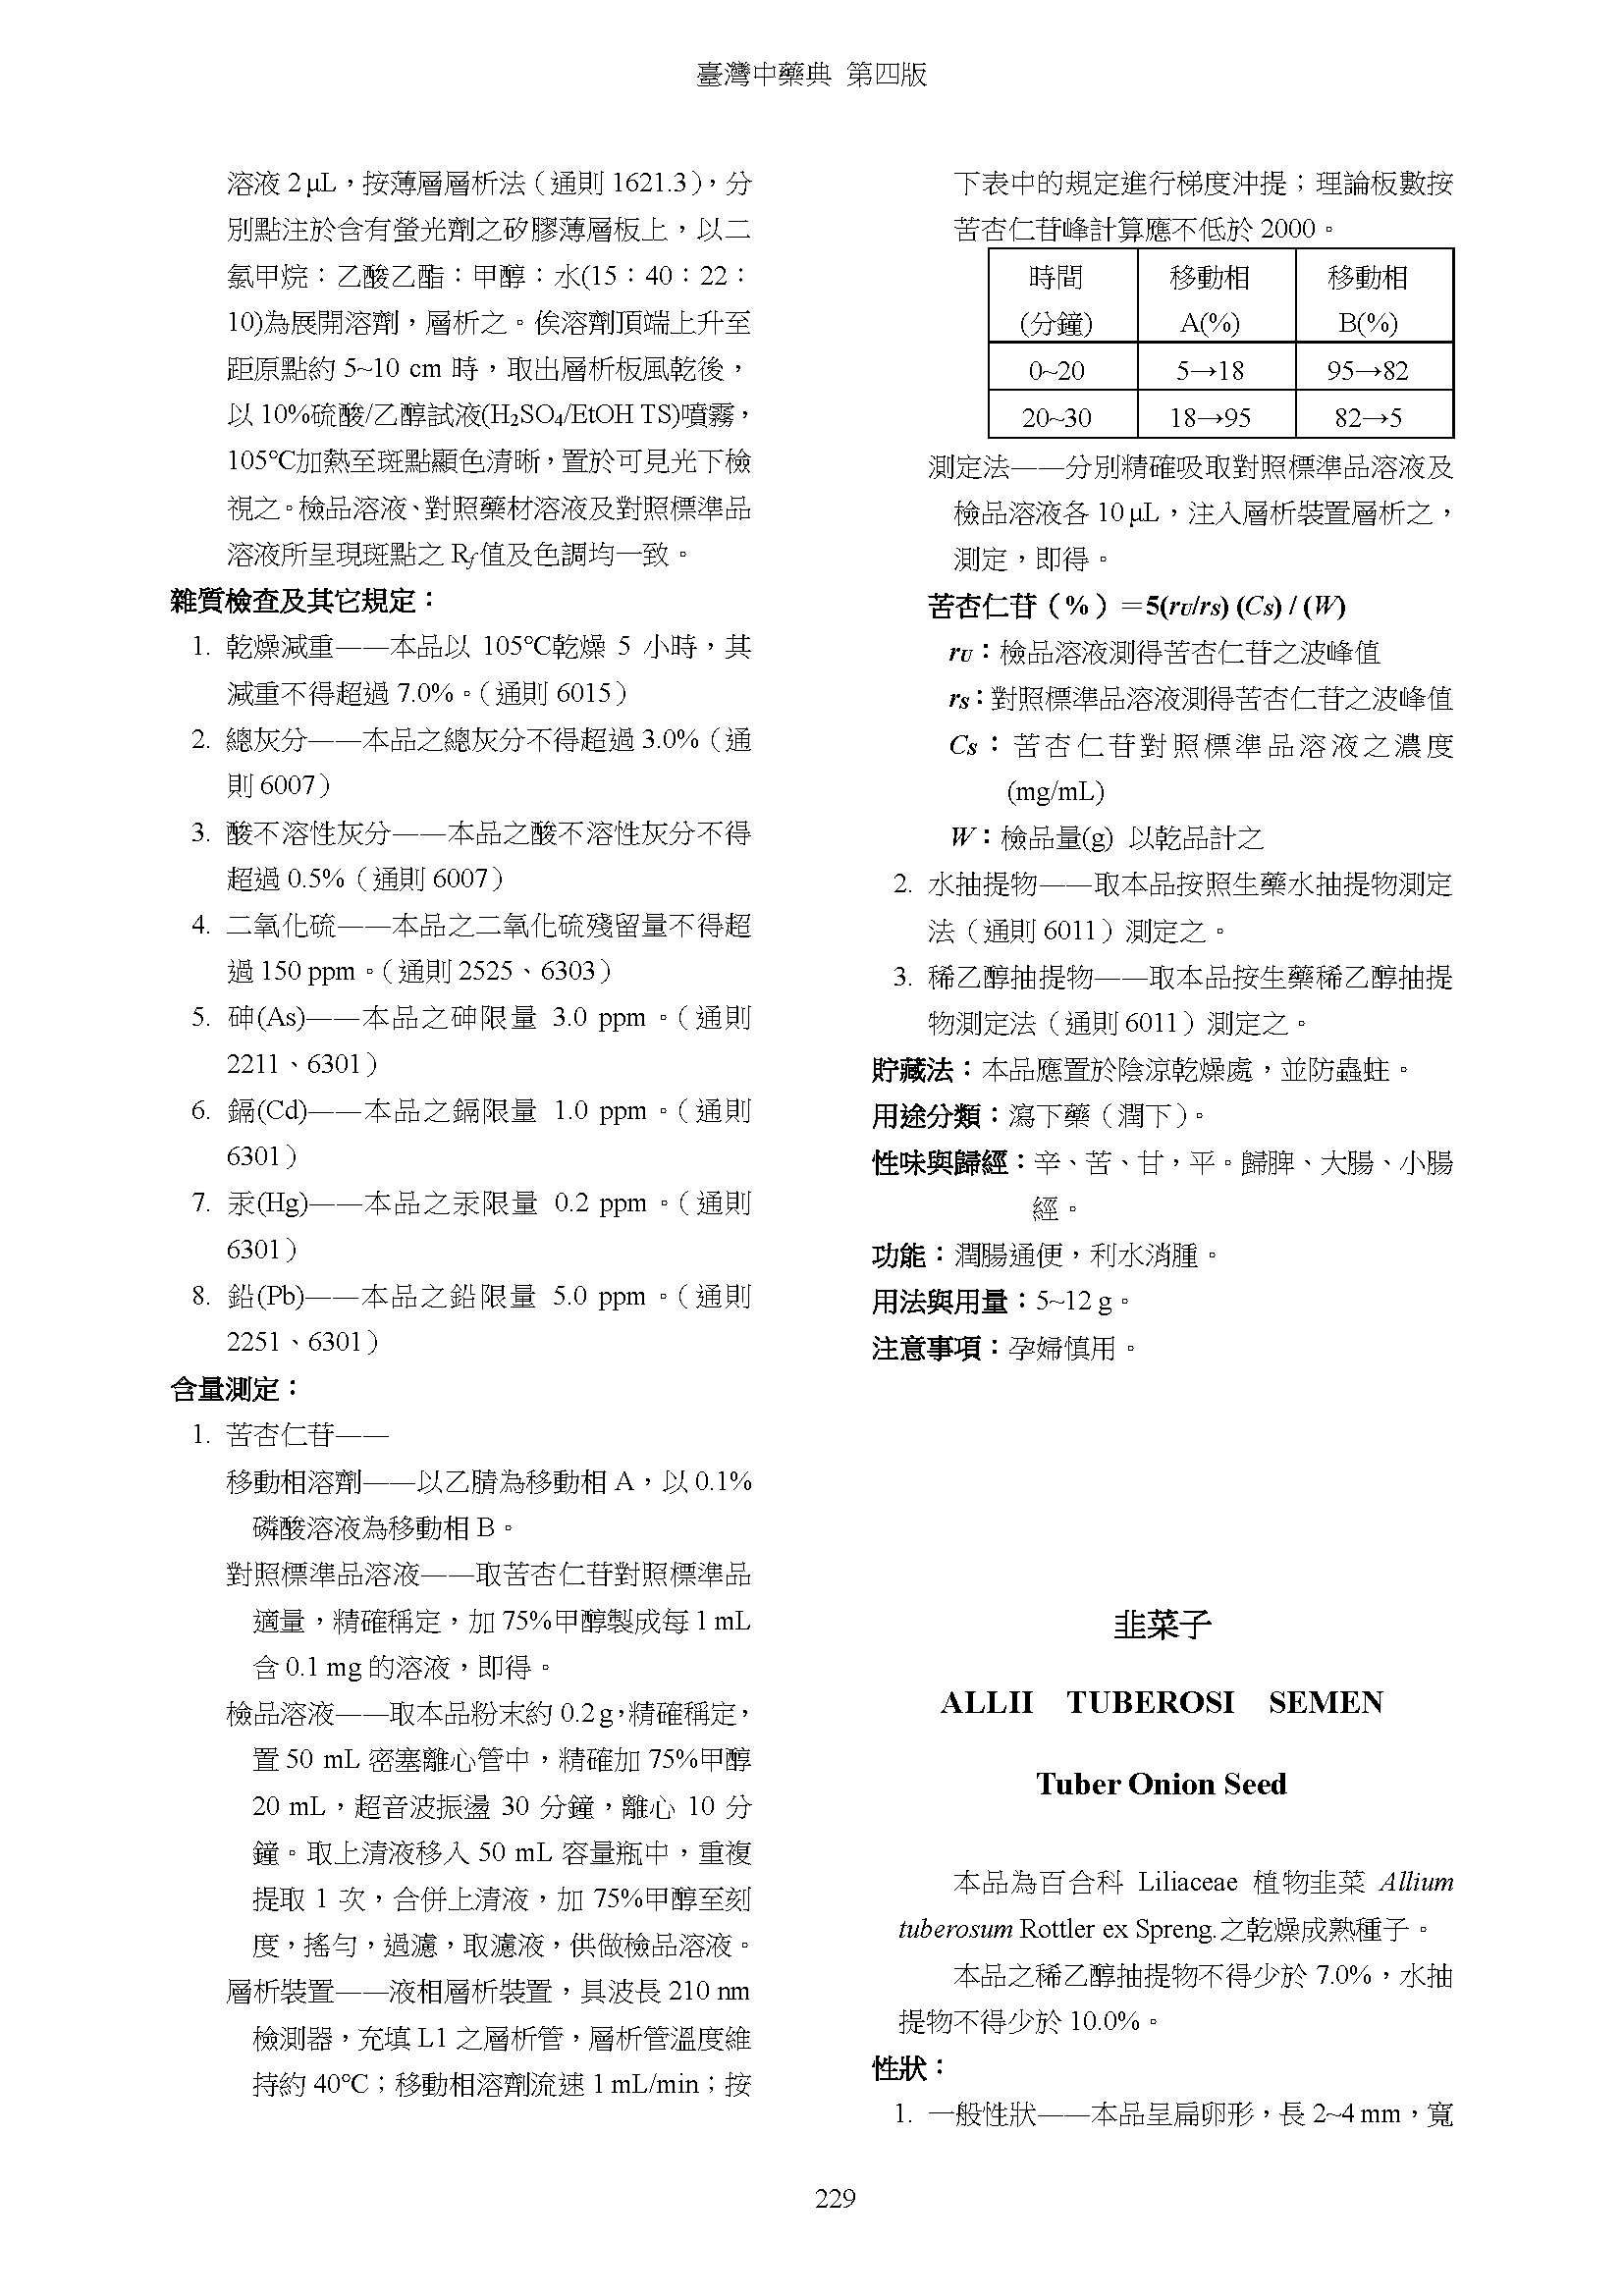 臺灣中藥典 第四版
溶液 2 μL，按薄層層析法（通則 1621.3），分
別點注於含有螢光劑之矽膠薄層板上，以二
氯甲烷：乙酸乙酯：甲醇：水(15：40：22：
10)為展開溶劑，層析之。俟溶劑頂端上升至
距原點約 5~10 cm 時，取出層析板風乾後，
以 10%硫酸/乙醇試液(H₂SO₄/EtOH TS)噴霧，
105℃加熱至斑點顯色清晰，置於可見光下檢
視之。檢品溶液、對照藥材溶液及對照標準品
溶液所呈現斑點之 Rf 值及色調均一致。
雜質檢查及其它規定：
1. 乾燥減重——本品以 105℃乾燥 5 小時，其
減重不得超過 7.0%。（通則 6015）
2. 總灰分——本品之總灰分不得超過 3.0%（通
則 6007）
3. 酸不溶性灰分——本品之酸不溶性灰分不得
超過 0.5%（通則 6007）
4. 二氧化硫——本品之二氧化硫殘留量不得超
過 150 ppm。（通則 2525、6303）
5. 砷(As)——本品之砷限量 3.0 ppm。（通則
2211、6301）
6. 鎘(Cd)——本品之鎘限量 1.0 ppm。（通則
6301）
7. 汞(Hg)——本品之汞限量 0.2 ppm。（通則
6301）
8. 鉛(Pb)——本品之鉛限量 5.0 ppm。（通則
2251、6301）
含量測定：
1. 苦杏仁苷——
移動相溶劑——以乙腈為移動相 A，以 0.1%
磷酸溶液為移動相 B。
對照標準品溶液——取苦杏仁苷對照標準品
適量，精確稱定，加 75%甲醇製成每 1 mL
含 0.1 mg 的溶液，即得。
檢品溶液——取本品粉末約 0.2 g，精確稱定，
置 50 mL 密塞離心管中，精確加 75%甲醇
20 mL，超音波振盪 30 分鐘，離心 10 分
鐘。取上清液移入 50 mL 容量瓶中，重複
提取 1 次，合併上清液，加 75%甲醇至刻
度，搖勻，過濾，取濾液，供做檢品溶液。
層析裝置——液相層析裝置，具波長 210 nm
檢測器，充填 L1 之層析管，層析管溫度維
持約 40℃；移動相溶劑流速 1 mL/min；按
下表中的規定進行梯度沖提；理論板數按
苦杏仁苷峰計算應不低於 2000。
時間 移動相 移動相
(分鐘) A(%) B(%)
0~20 5→18 95→82
20~30 18→95 82→5
測定法——分別精確吸取對照標準品溶液及
檢品溶液各 10 μL，注入層析裝置層析之，
測定，即得。
苦杏仁苷（%）＝5(rU/rS) (CS) / (W)
rU：檢品溶液測得苦杏仁苷之波峰值
rS：對照標準品溶液測得苦杏仁苷之波峰值
CS：苦杏仁苷對照標準品溶液之濃度
(mg/mL)
W：檢品量(g) 以乾品計之
2. 水抽提物——取本品按照生藥水抽提物測定
法（通則 6011）測定之。
3. 稀乙醇抽提物——取本品按生藥稀乙醇抽提
物測定法（通則 6011）測定之。
貯藏法：本品應置於陰涼乾燥處，並防蟲蛀。
用途分類：瀉下藥（潤下）。
性味與歸經：辛、苦、甘，平。歸脾、大腸、小腸
經。
功能：潤腸通便，利水消腫。
用法與用量：5~12 g。
注意事項：孕婦慎用。
韭菜子
ALLII TUBEROSI SEMEN
Tuber Onion Seed
本品為百合科 Liliaceae 植物韭菜 Allium
tuberosum Rottler ex Spreng.之乾燥成熟種子。
本品之稀乙醇抽提物不得少於 7.0%，水抽
提物不得少於 10.0%。
性狀：
1. 一般性狀——本品呈扁卵形，長 2~4 mm，寬
229